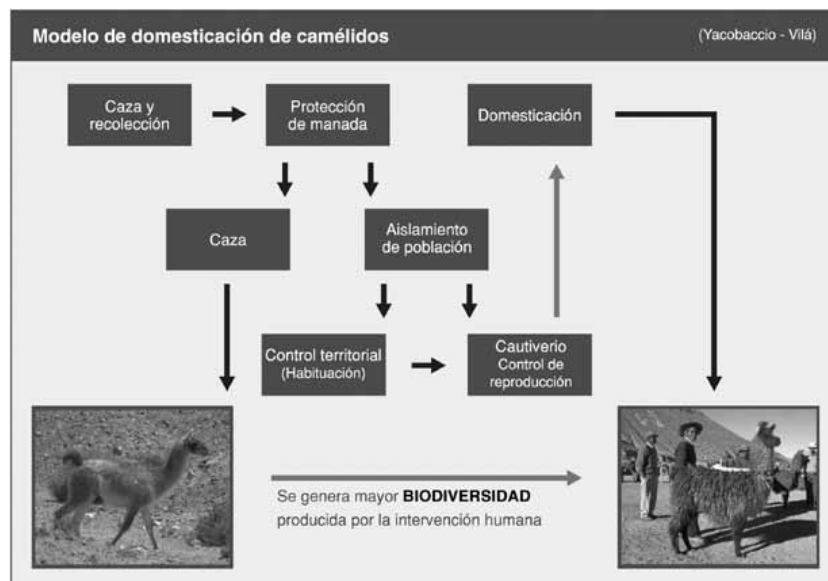 Modelo de domesticación de camélidos
(Yacobaccio - Vilá)
Caza y
recolección
Protección
de manada
Domesticación
Caza
Aislamiento
de población
Control territorial
(Habituación)
Cautiverio
Control de
reproducción
Se genera mayor BIODIVERSIDAD
producida por la intervención humana